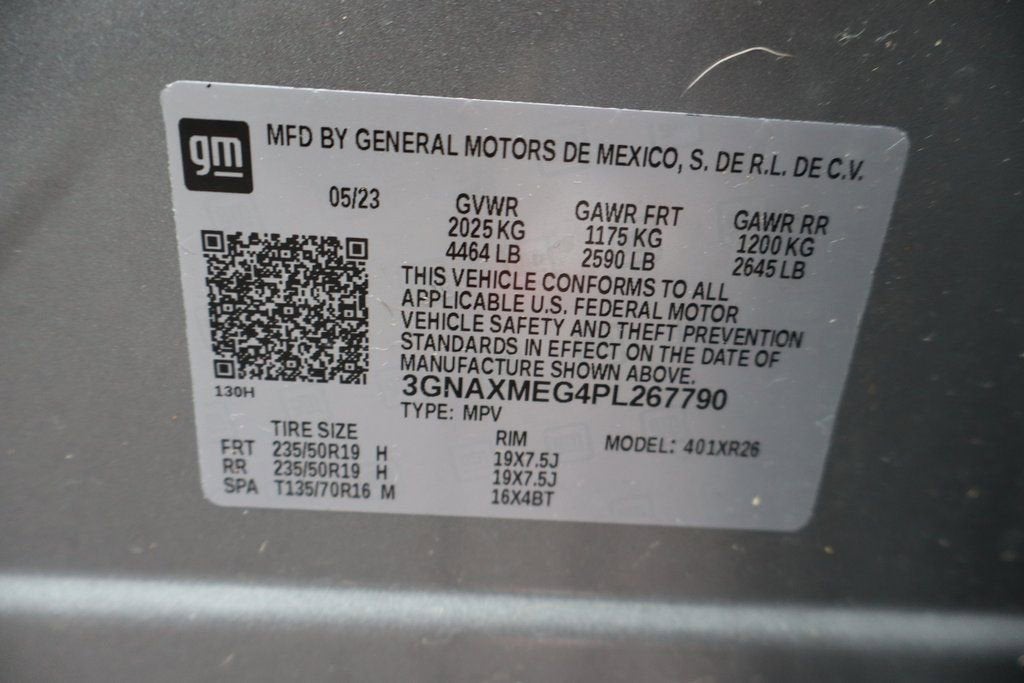 gm
MFD BY GENERAL MOTORS DE MEXICO, S. DE R.L. DE C.V.
05/23 GVWR GAWR FRT GAWR RR
2025 KG 1175 KG 1200 KG
4464 LB 2590 LB 2645 LB
THIS VEHICLE CONFORMS TO ALL
APPLICABLE U.S. FEDERAL MOTOR
VEHICLE SAFETY AND THEFT PREVENTION
STANDARDS IN EFFECT ON THE DATE OF
MANUFACTURE SHOWN ABOVE.
3GNAXMEG4PL267790
130H
TYPE: MPV
TIRE SIZE RIM MODEL: 401XR26
FRT 235/50R19 H 19X7.5J
RR 235/50R19 H 19X7.5J
SPA T135/70R16 M 16X4BT